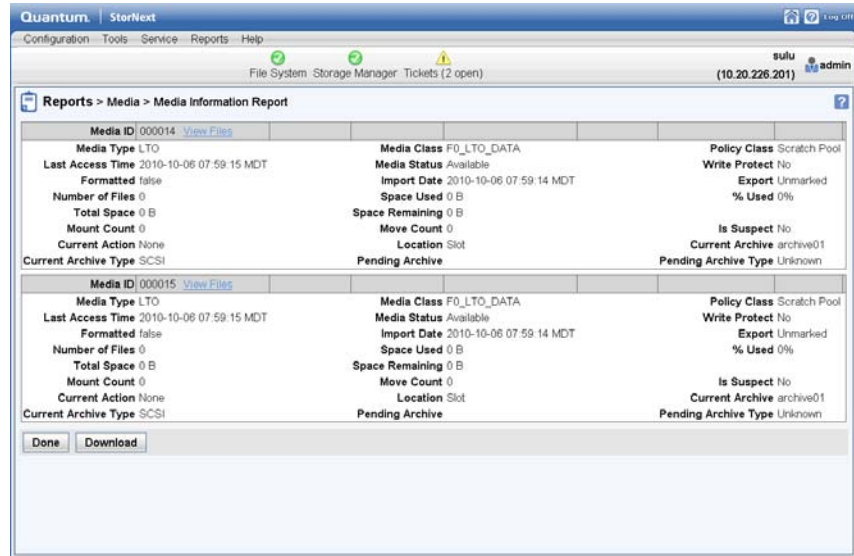 Quantum. StorNext Log Off
Configuration Tools Service Reports Help
File System Storage Manager Tickets (2 open)
sulu
(10.20.226.201)
admin
Reports > Media > Media Information Report
Media ID 000014 View Files
Media Type LTO Media Class F0_LTO_DATA Policy Class Scratch Pool
Last Access Time 2010-10-06 07:59:15 MDT Media Status Available Write Protect No
Formatted false Import Date 2010-10-06 07:59:14 MDT Export Unmarked
Number of Files 0 Space Used 0 B % Used 0%
Total Space 0 B Space Remaining 0 B
Mount Count 0 Move Count 0 Is Suspect No
Current Action None Location Slot Current Archive archive01
Current Archive Type SCSI Pending Archive Pending Archive Type Unknown
Media ID 000015 View Files
Media Type LTO Media Class F0_LTO_DATA Policy Class Scratch Pool
Last Access Time 2010-10-06 07:59:15 MDT Media Status Available Write Protect No
Formatted false Import Date 2010-10-06 07:59:14 MDT Export Unmarked
Number of Files 0 Space Used 0 B % Used 0%
Total Space 0 B Space Remaining 0 B
Mount Count 0 Move Count 0 Is Suspect No
Current Action None Location Slot Current Archive archive01
Current Archive Type SCSI Pending Archive Pending Archive Type Unknown
Done Download